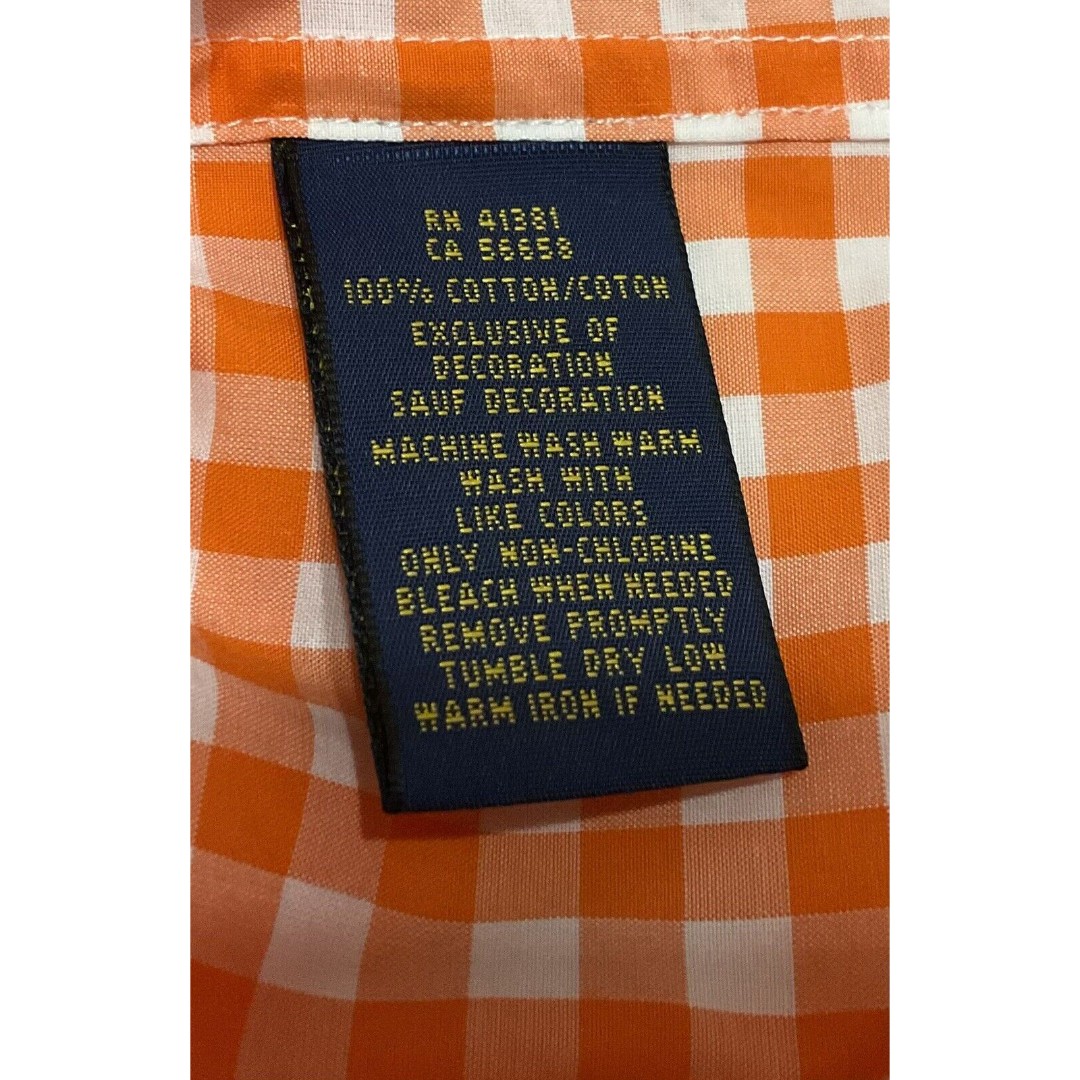 RN 41381
CA 56658
100% COTTON/COTON
EXCLUSIVE OF
DECORATION
SAUF DECORATION
MACHINE WASH WARM
WASH WITH
LIKE COLORS
ONLY NON-CHLORINE
BLEACH WHEN NEEDED
REMOVE PROMPTLY
TUMBLE DRY LOW
WARM IRON IF NEEDED